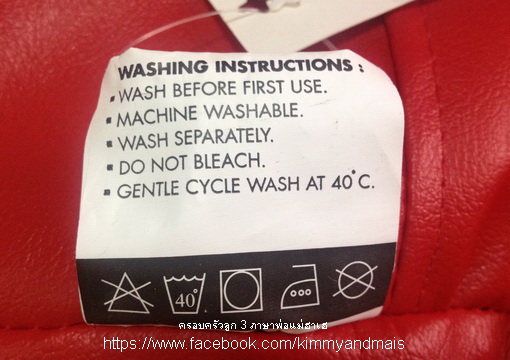 WASHING INSTRUCTIONS :
▪ WASH BEFORE FIRST USE.
▪ MACHINE WASHABLE.
▪ WASH SEPARATELY.
▪ DO NOT BLEACH.
▪ GENTLE CYCLE WASH AT 40°C.
40°
ครอบครัวลูก 3 ภาษาพ่อแม่ฮาเฮ
https://www.facebook.com/kimmyandmais